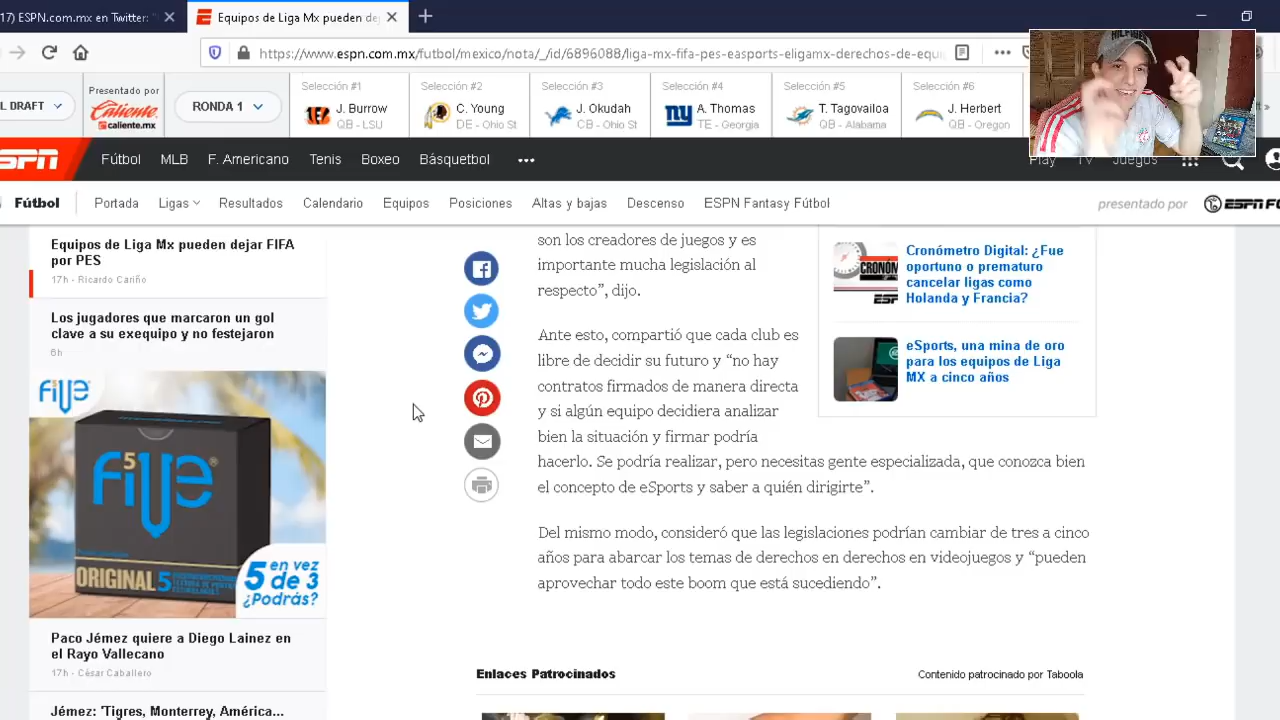 17) ESPN.com.mx en Twitter: "
Equipos de Liga Mx pueden de
https://www.espn.com.mx/futbol/mexico/nota/_/id/6896088/liga-mx-fifa-pes-easports-eligamx-derechos-de-equi
L DRAFT
Presentado por
Caliente
caliente.mx
RONDA 1
Selección #1
J. Burrow
QB - LSU
Selección #2
C. Young
DE - Ohio St
Selección #3
J. Okudah
CB - Ohio St
Selección #4
A. Thomas
TE - Georgia
Selección #5
T. Tagovailoa
QB - Alabama
Selección #6
J. Herbert
QB - Oregon
ESPN
Fútbol
MLB
F. Americano
Tenis
Boxeo
Básquetbol
Play
TV
Juegos
Fútbol
Portada
Ligas
Resultados
Calendario
Equipos
Posiciones
Altas y bajas
Descenso
ESPN Fantasy Fútbol
presentado por
ESPN FC
Equipos de Liga Mx pueden dejar FIFA
por PES
17h - Ricardo Cariño
Los jugadores que marcaron un gol
clave a su exequipo y no festejaron
6h
five
five
ORIGINAL 5
5 en vez
5 de 3
¿Podrás?
Paco Jémez quiere a Diego Lainez en
el Rayo Vallecano
17h - César Caballero
Jémez: 'Tigres, Monterrey, América...
son los creadores de juegos y es
importante mucha legislación al
respecto”, dijo.
Ante esto, compartió que cada club es
libre de decidir su futuro y “no hay
contratos firmados de manera directa
y si algún equipo decidiera analizar
bien la situación y firmar podría
hacerlo. Se podría realizar, pero necesitas gente especializada, que conozca bien
el concepto de eSports y saber a quién dirigirte”.
Del mismo modo, consideró que las legislaciones podrían cambiar de tres a cinco
años para abarcar los temas de derechos en derechos en videojuegos y “pueden
aprovechar todo este boom que está sucediendo”.
Cronómetro Digital: ¿Fue
oportuno o prematuro
cancelar ligas como
Holanda y Francia?
eSports, una mina de oro
para los equipos de Liga
MX a cinco años
Enlaces Patrocinados
Contenido patrocinado por Taboola